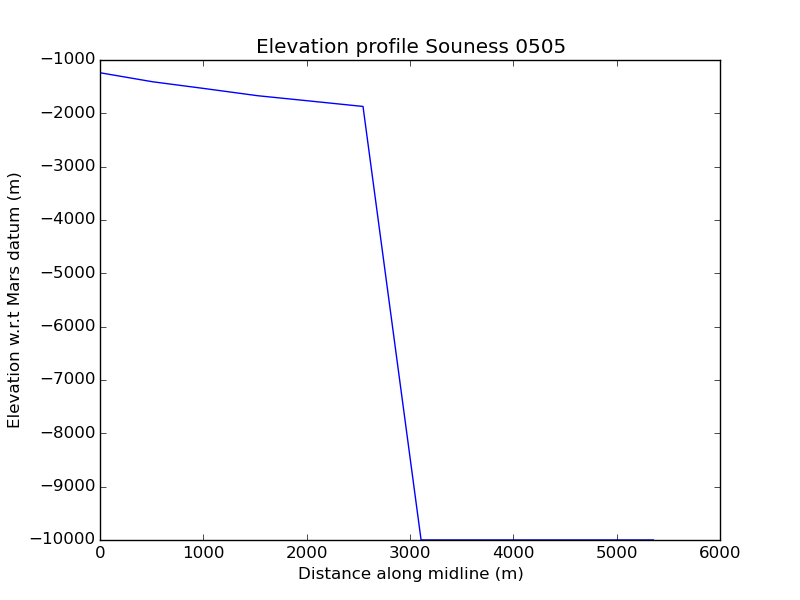 Elevation profile Souness 0505
−1000
−2000
−3000
−4000
−5000
−6000
−7000
−8000
−9000
−10000
Elevation w.r.t Mars datum (m)
0 1000 2000 3000 4000 5000 6000
Distance along midline (m)